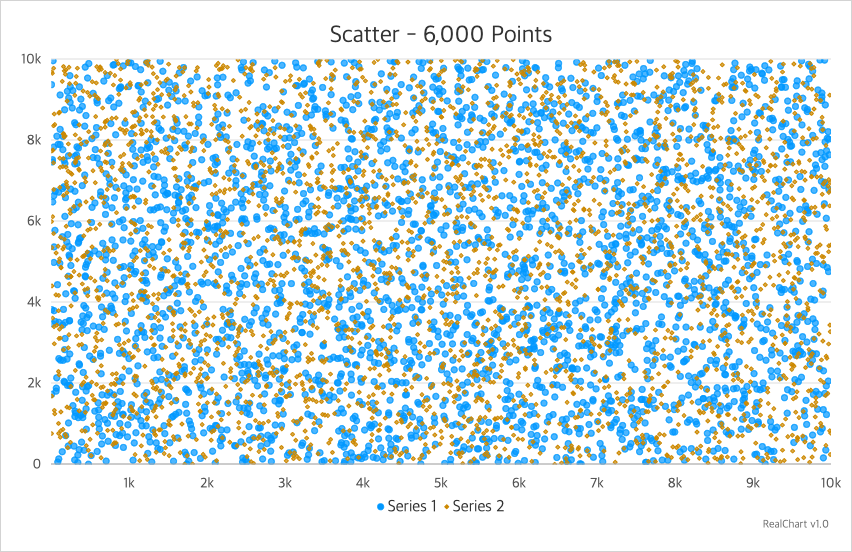 Scatter - 6,000 Points
10k
8k
6k
4k
2k
0
1k 2k 3k 4k 5k 6k 7k 8k 9k 10k
Series 1 Series 2
RealChart v1.0